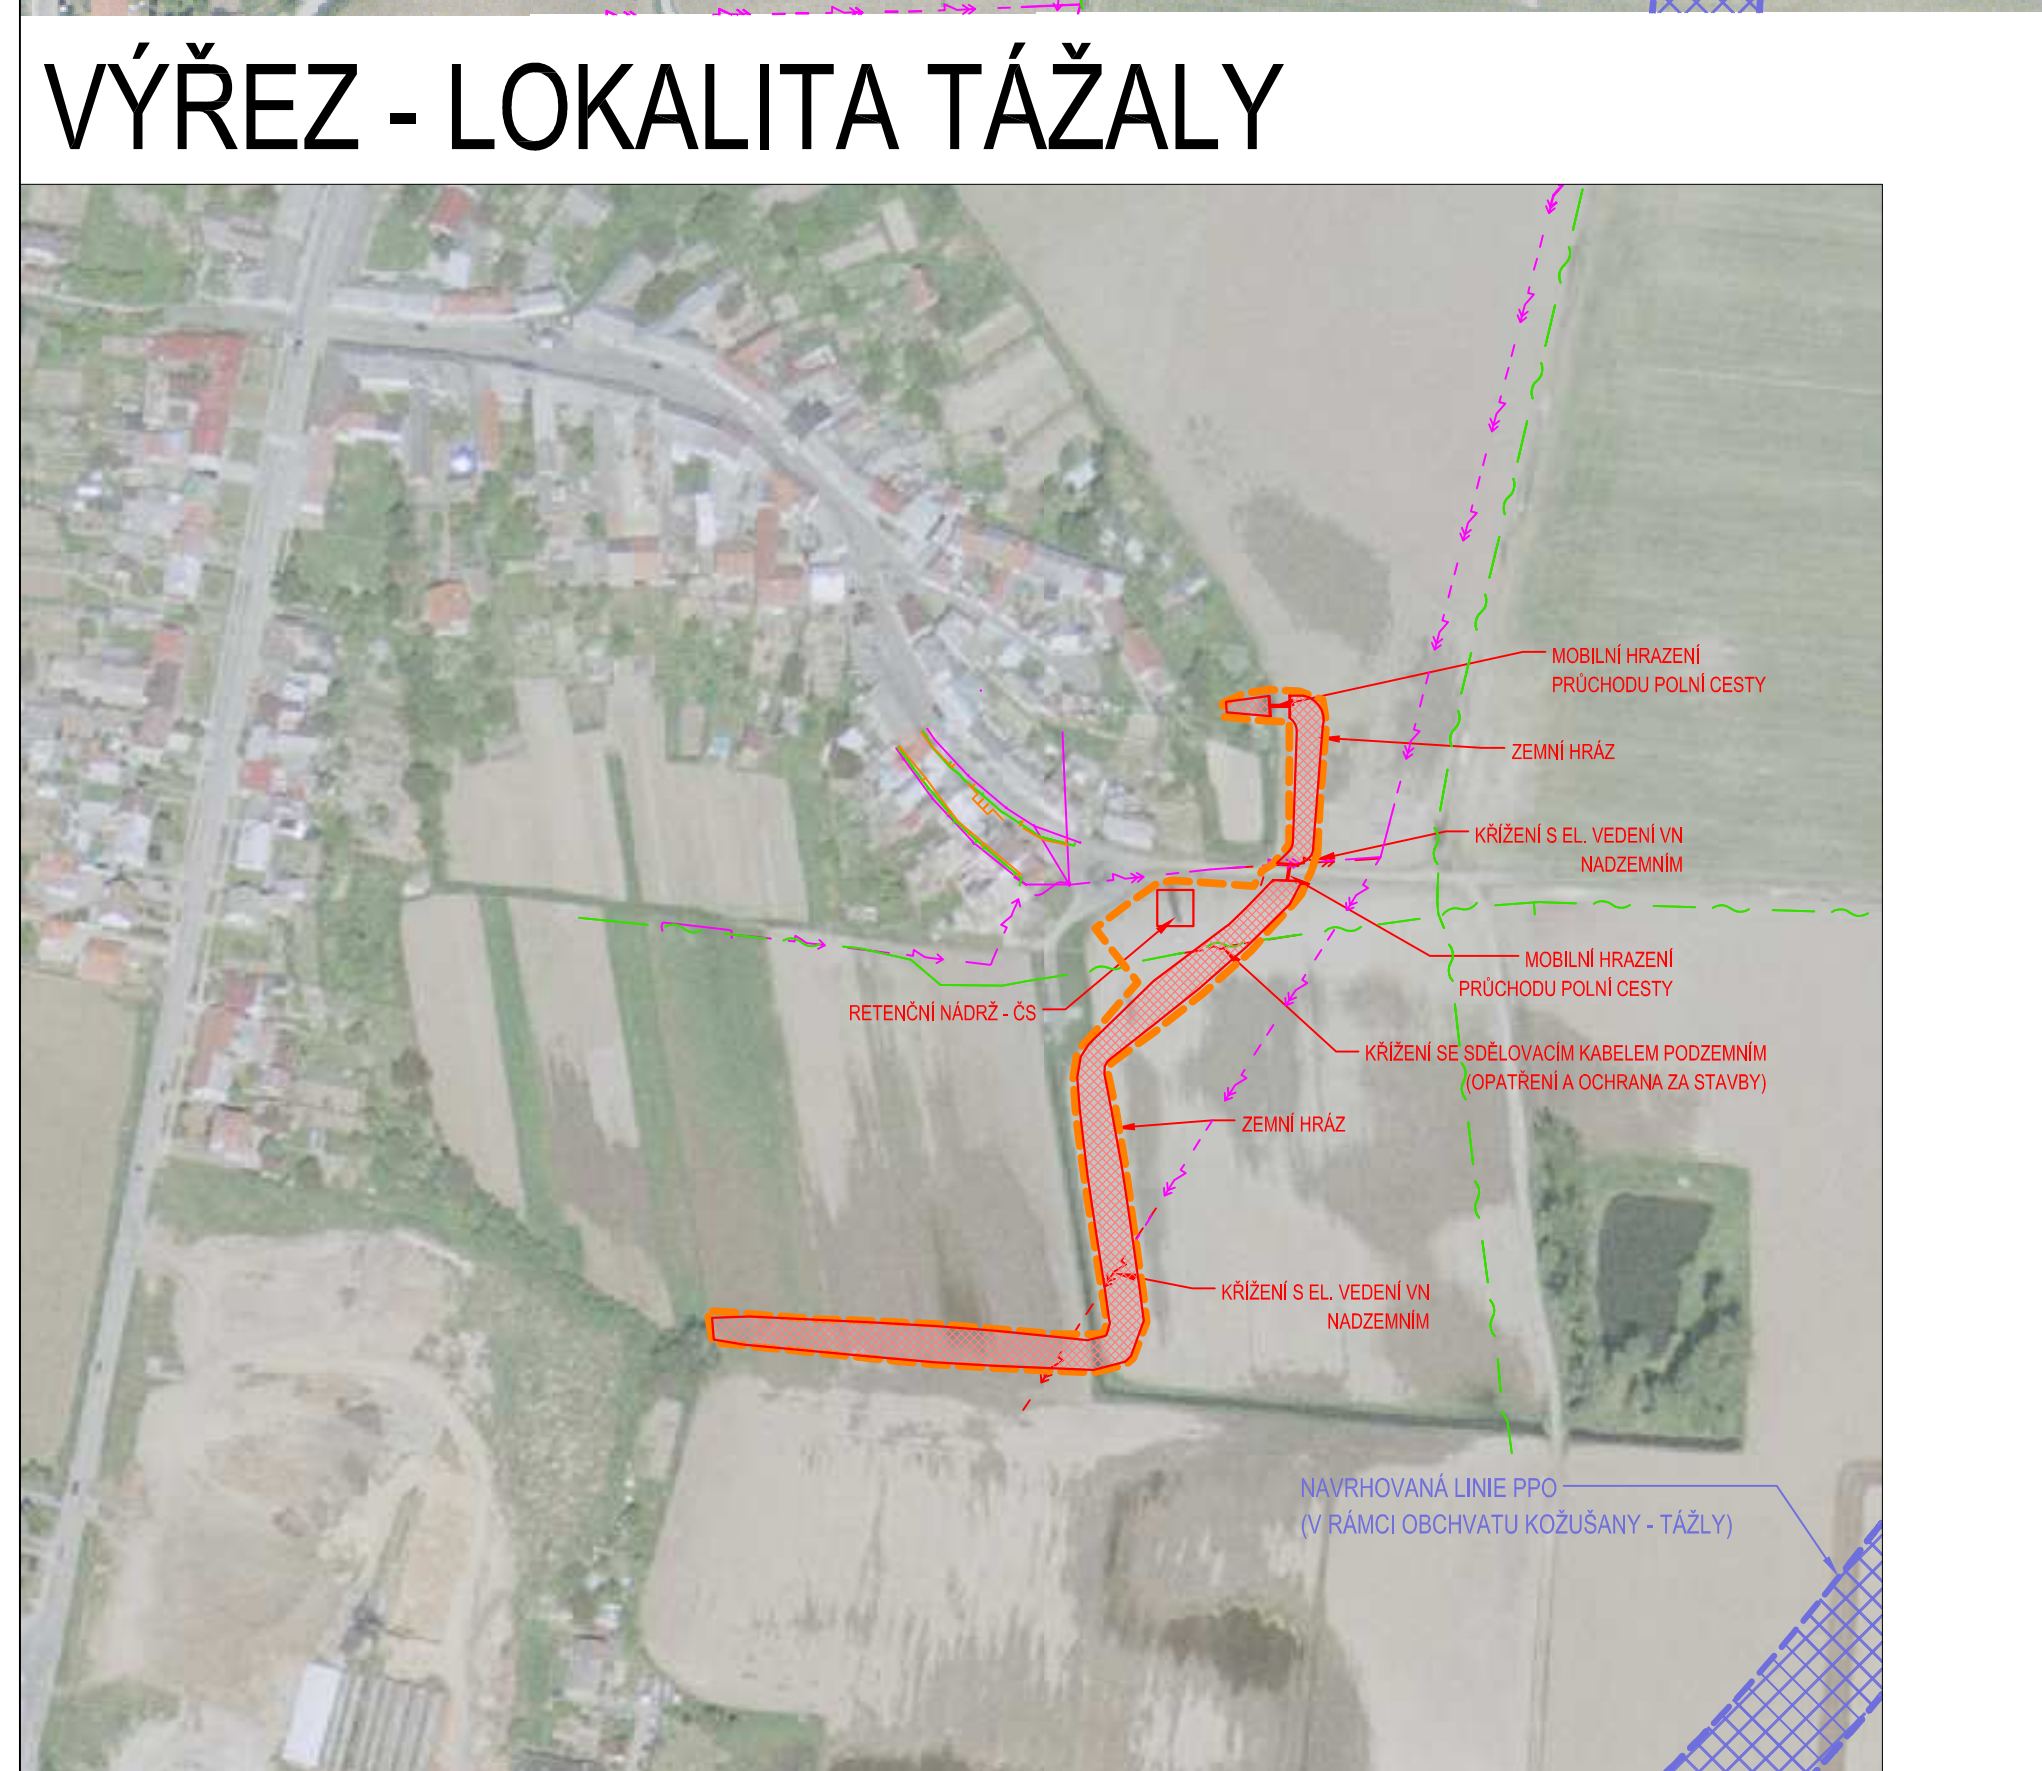 VÝŘEZ - LOKALITA TÁŽALY
MOBILNÍ HRAZENÍ
PRŮCHODU POLNÍ CESTY
ZEMNÍ HRÁZ
KŘÍŽENÍ S EL. VEDENÍ VN
NADZEMNÍM
MOBILNÍ HRAZENÍ
PRŮCHODU POLNÍ CESTY
RETENČNÍ NÁDRŽ - ČS
KŘÍŽENÍ SE SDĚLOVACÍM KABELEM PODZEMNÍM
(OPATŘENÍ A OCHRANA ZA STAVBY)
ZEMNÍ HRÁZ
KŘÍŽENÍ S EL. VEDENÍ VN
NADZEMNÍM
NAVRHOVANÁ LINIE PPO
(V RÁMCI OBCHVATU KOŽUŠANY - TÁŽLY)